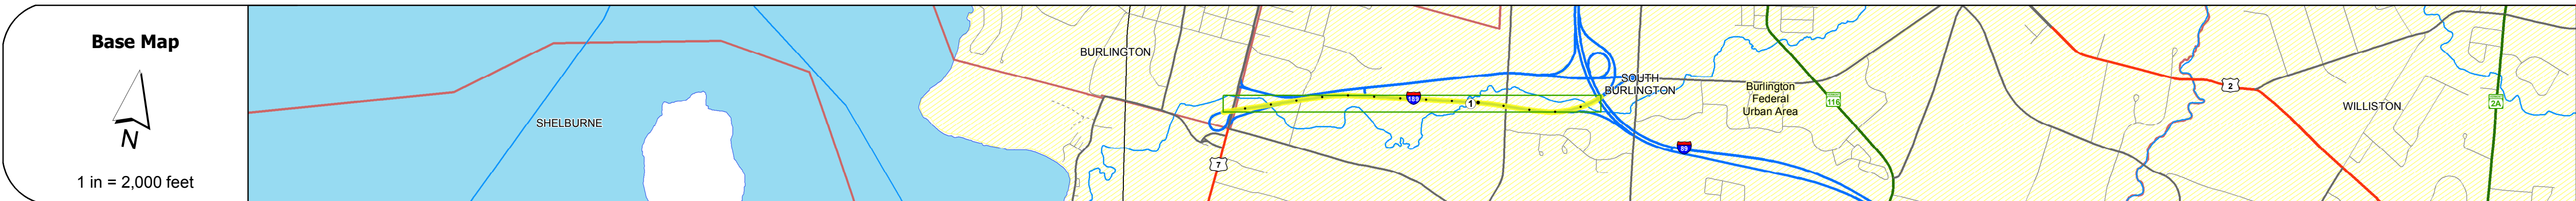 Base Map
N
1 in = 2,000 feet
SHELBURNE
BURLINGTON
7
189
1
SOUTH
BURLINGTON
89
Burlington
Federal
Urban Area
116
2
WILLISTON
2A